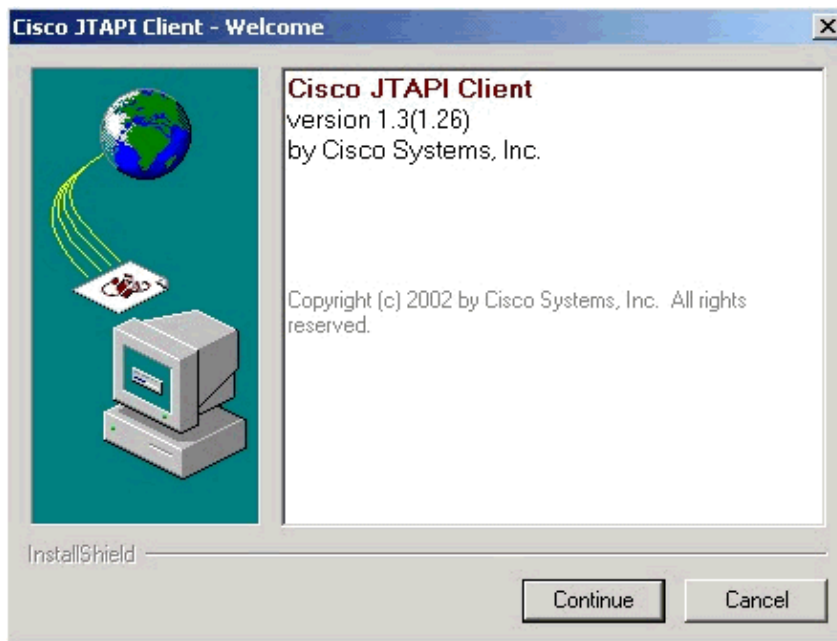 Cisco JTAPI Client - Welcome
Cisco JTAPI Client
version 1.3(1.26)
by Cisco Systems, Inc.
Copyright (c) 2002 by Cisco Systems, Inc.  All rights
reserved.
InstallShield
Continue
Cancel